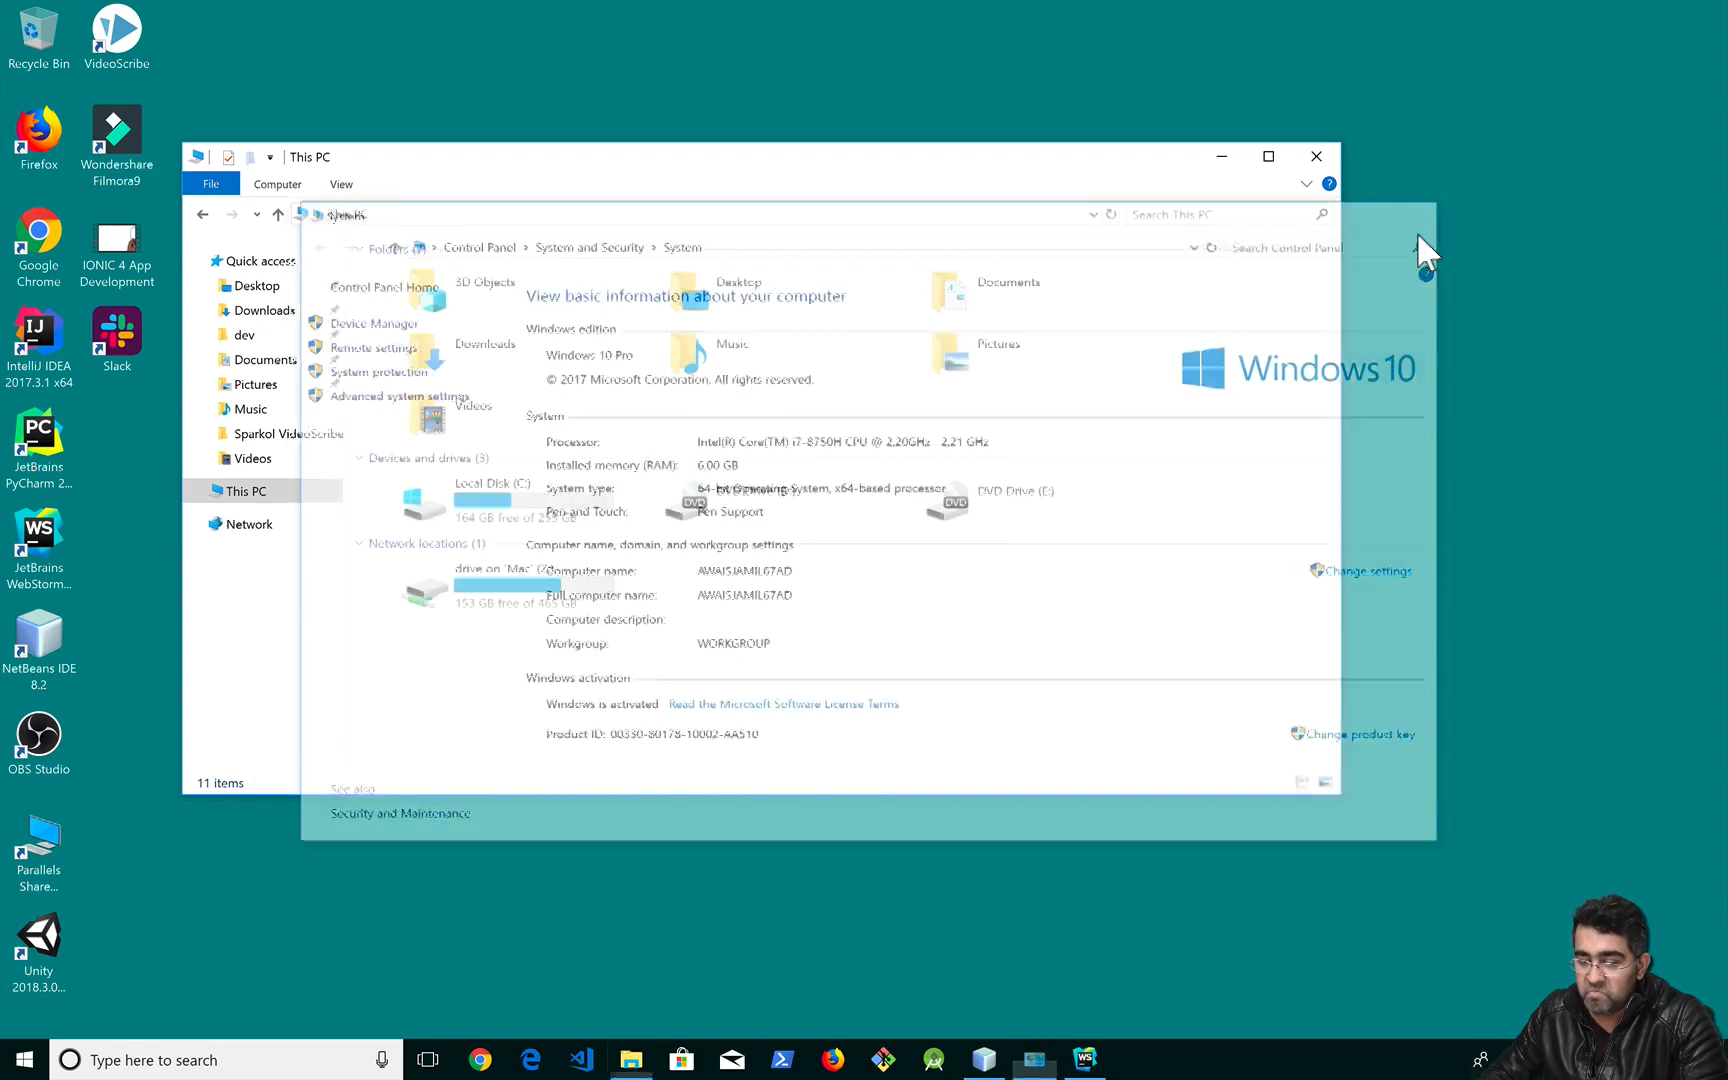 Recycle Bin
VideoScribe
Firefox
Wondershare
Filmora9
Google
Chrome
IONIC 4 App
Development
IntelliJ IDEA
2017.3.1 x64
Slack
JetBrains
PyCharm 2...
JetBrains
WebStorm...
NetBeans IDE
8.2
OBS Studio
Parallels
Share...
Unity
2018.3.0...
This PC
File
Computer
View
This PC
System
Search This PC
Folders (7)
Control Panel
System and Security
System
Search Control Panel
Quick access
Desktop
Downloads
dev
Documents
Pictures
Music
Sparkol VideoScribe
Videos
This PC
Network
11 items
Control Panel Home
Device Manager
Remote settings
System protection
Advanced system settings
3D Objects
Desktop
Documents
Downloads
Music
Pictures
Videos
View basic information about your computer
Windows edition
Windows 10 Pro
© 2017 Microsoft Corporation. All rights reserved.
Windows 10
System
Processor: Intel(R) Core(TM) i7-8750H CPU @ 2.20GHz 2.21 GHz
Installed memory (RAM): 6.00 GB
System type: 64-bit Operating System, x64-based processor
Pen and Touch: Pen Support
Devices and drives (3)
Local Disk (C:)
164 GB free of 255 GB
DVD Drive (E:)
Network locations (1)
drive on 'Mac' (Z:)
153 GB free of 465 GB
Computer name, domain, and workgroup settings
Computer name: AWAISJAMIL67AD
Full computer name: AWAISJAMIL67AD
Computer description:
Workgroup: WORKGROUP
Change settings
Windows activation
Windows is activated Read the Microsoft Software License Terms
Product ID: 00330-80178-10002-AA510
Change product key
See also
Security and Maintenance
Type here to search